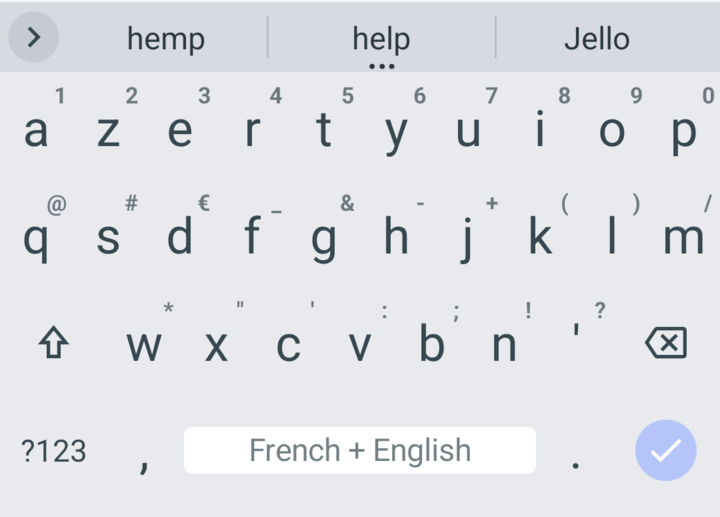 hemp help Jello
1 2 3 4 5 6 7 8 9 0
a z e r t y u i o p
@ # € _ & - + ( ) /
q s d f g h j k l m
* " ' : ; ! ?
w x c v b n '
?123 , French + English .